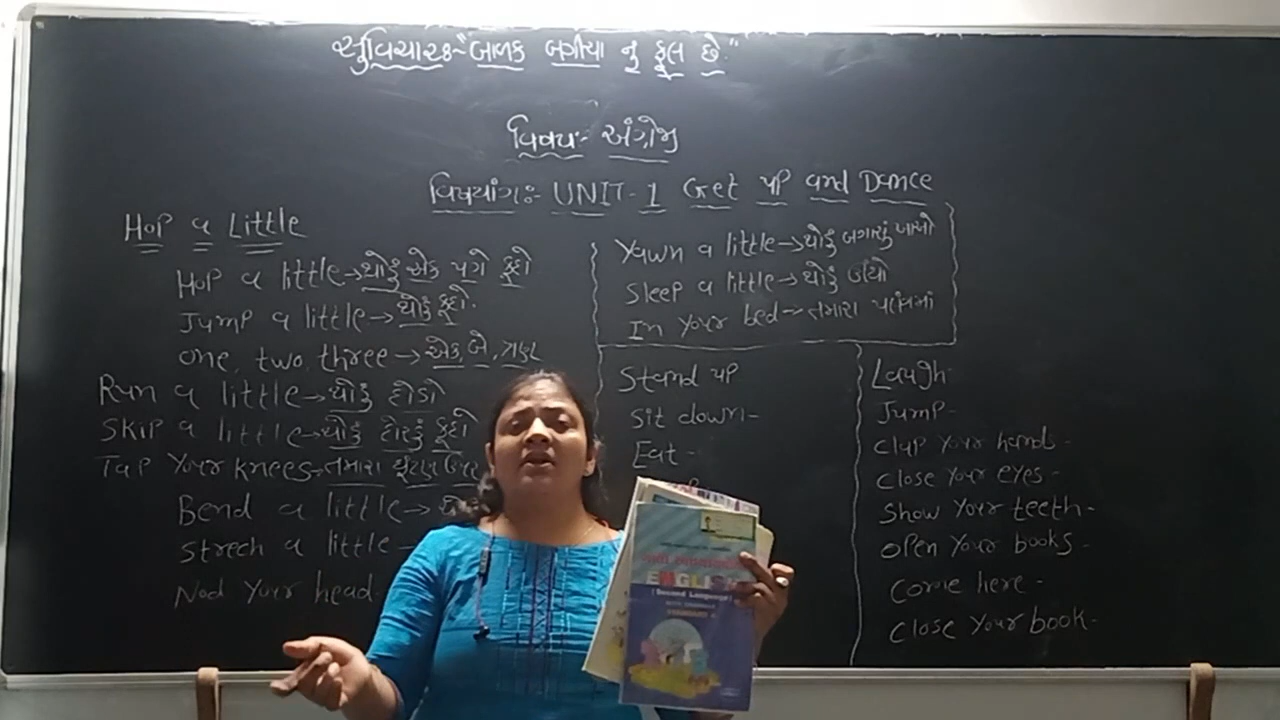 સુવિચારઃ- "બાળક બગીચા નુ ફૂલ છે"
વિષયઃ- અંગ્રેજી
વિષયાંગઃ- UNIT-1 Get up and Dance
Hop a Little
Hop a little→થોડું એક પગે કૂદો
Jump a little→થોડું કૂદો.
one, two, three→એક, બે, ત્રણ
Run a little→થોડું દોડો
Skip a little→થોડું દોરડું કૂદો
Tap Your knees→તમારા ઘૂંટણ ઉપર
Bend a little→
Strech a little-
Nod Your head
Yawn a little→થોડું બગાસું ખાઓ
Sleep a little→થોડું ઊંઘો
In Your bed→તમારા પલંગમાં
Stand up
Sit down-
Eat-
Laugh-
Jump-
Clap Your hands-
Close Your eyes-
Show Your teeth-
Open Your books-
Come here-
Close Your book-
ENGLISH
(Second Language)